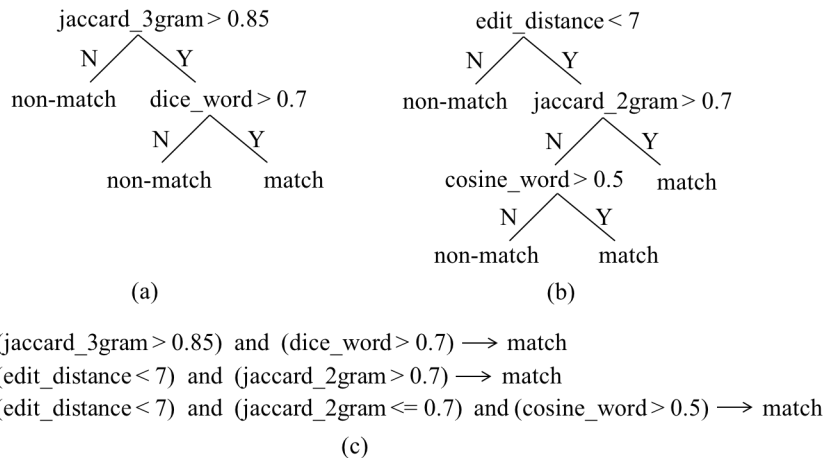 jaccard_3gram > 0.85
N Y
non-match dice_word > 0.7
N Y
non-match match
(a)
edit_distance < 7
N Y
non-match jaccard_2gram > 0.7
N Y
cosine_word > 0.5 match
N Y
non-match match
(b)
(jaccard_3gram > 0.85) and (dice_word > 0.7) → match
(edit_distance < 7) and (jaccard_2gram > 0.7) → match
(edit_distance < 7) and (jaccard_2gram <= 0.7) and (cosine_word > 0.5) → match
(c)